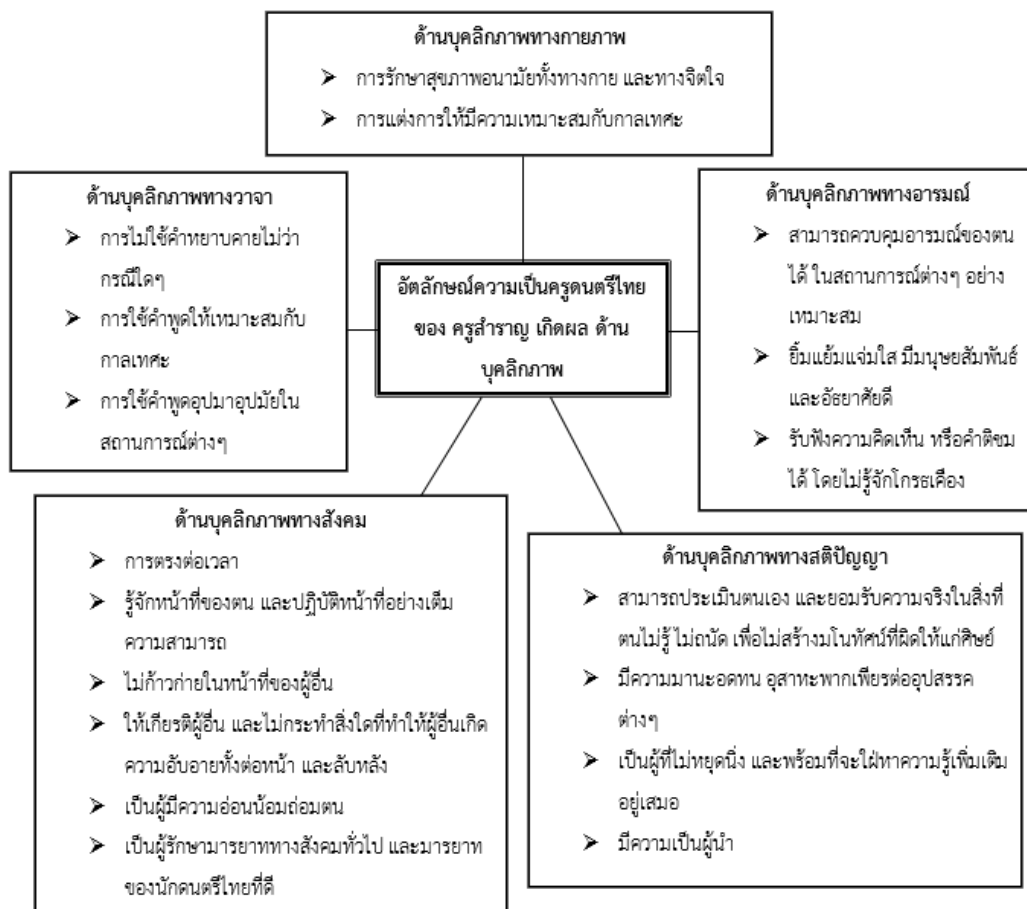 ด้านบุคลิกภาพทางกายภาพ
➤ การรักษาสุขภาพอนามัยทั้งทางกาย และทางจิตใจ
➤ การแต่งการให้มีความเหมาะสมกับกาลเทศะ
ด้านบุคลิกภาพทางวาจา
➤ การไม่ใช้คำหยาบคายไม่ว่า
กรณีใดๆ
➤ การใช้คำพูดให้เหมาะสมกับ
กาลเทศะ
➤ การใช้คำพูดอุปมาอุปมัยใน
สถานการณ์ต่างๆ
อัตลักษณ์ความเป็นครูดนตรีไทย
ของ ครูสำราญ เกิดผล ด้าน
บุคลิกภาพ
ด้านบุคลิกภาพทางอารมณ์
➤ สามารถควบคุมอารมณ์ของตน
ได้ ในสถานการณ์ต่างๆ อย่าง
เหมาะสม
➤ ยิ้มแย้มแจ่มใส มีมนุษยสัมพันธ์
และอัธยาศัยดี
➤ รับฟังความคิดเห็น หรือคำติชม
ได้ โดยไม่รู้จักโกรธเคือง
ด้านบุคลิกภาพทางสังคม
➤ การตรงต่อเวลา
➤ รู้จักหน้าที่ของตน และปฏิบัติหน้าที่อย่างเต็ม
ความสามารถ
➤ ไม่ก้าวก่ายในหน้าที่ของผู้อื่น
➤ ให้เกียรติผู้อื่น และไม่กระทำสิ่งใดที่ทำให้ผู้อื่นเกิด
ความอับอายทั้งต่อหน้า และลับหลัง
➤ เป็นผู้มีความอ่อนน้อมถ่อมตน
➤ เป็นผู้รักษามารยาททางสังคมทั่วไป และมารยาท
ของนักดนตรีไทยที่ดี
ด้านบุคลิกภาพทางสติปัญญา
➤ สามารถประเมินตนเอง และยอมรับความจริงในสิ่งที่
ตนไม่รู้ ไม่ถนัด เพื่อไม่สร้างมโนทัศน์ที่ผิดให้แก่ศิษย์
➤ มีความมานะอดทน อุสาหะพากเพียรต่ออุปสรรค
ต่างๆ
➤ เป็นผู้ที่ไม่หยุดนิ่ง และพร้อมที่จะใฝ่หาความรู้เพิ่มเติม
อยู่เสมอ
➤ มีความเป็นผู้นำ